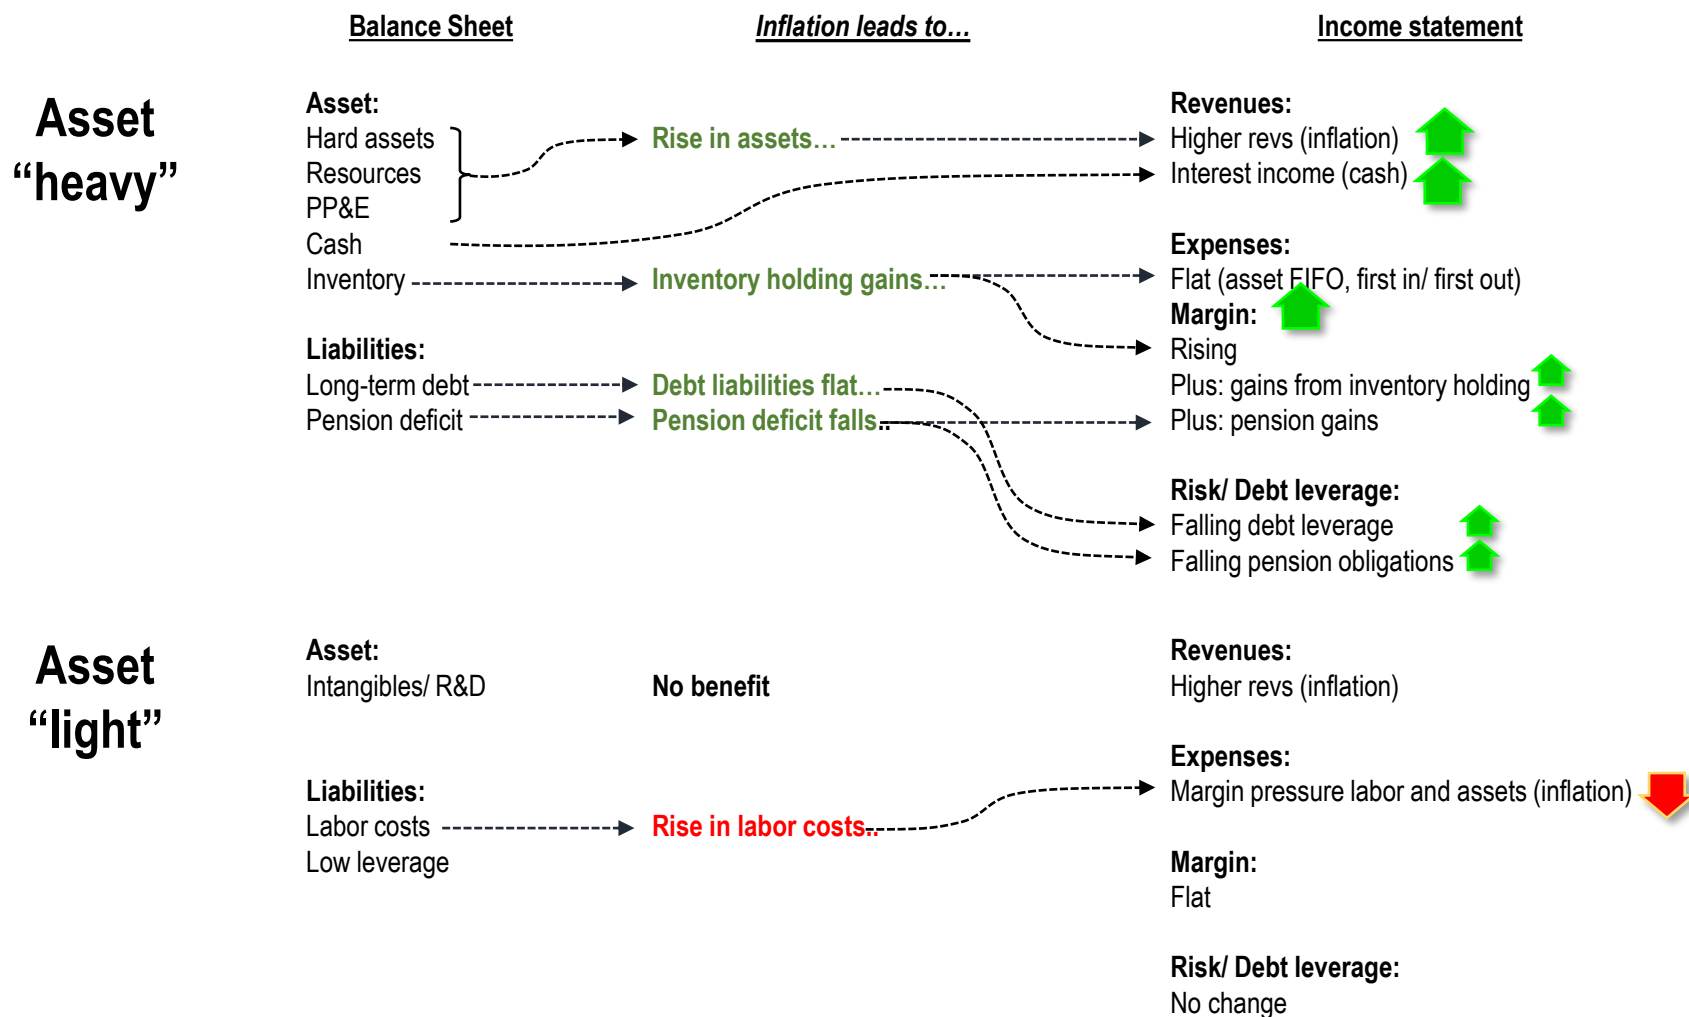 Balance Sheet
Inflation leads to…
Income statement
Asset
“heavy”
Asset:
Hard assets
Resources
PP&E
Cash
Inventory
Liabilities:
Long-term debt
Pension deficit
Rise in assets…
Inventory holding gains…
Debt liabilities flat…
Pension deficit falls..
Revenues:
Higher revs (inflation)
Interest income (cash)
Expenses:
Flat (asset FIFO, first in/ first out)
Margin:
Rising
Plus: gains from inventory holding
Plus: pension gains
Risk/ Debt leverage:
Falling debt leverage
Falling pension obligations
Asset
“light”
Asset:
Intangibles/ R&D
Liabilities:
Labor costs
Low leverage
No benefit
Rise in labor costs..
Revenues:
Higher revs (inflation)
Expenses:
Margin pressure labor and assets (inflation)
Margin:
Flat
Risk/ Debt leverage:
No change